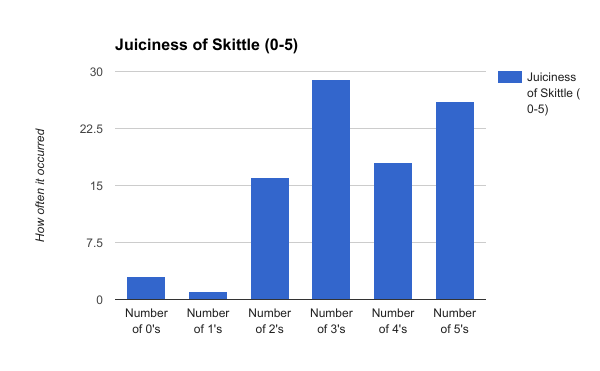 Juiciness of Skittle (0-5)
30
22.5
15
7.5
0
How often it occurred
Number
of 0's
Number
of 1's
Number
of 2's
Number
of 3's
Number
of 4's
Number
of 5's
Juiciness
of Skittle (
0-5)